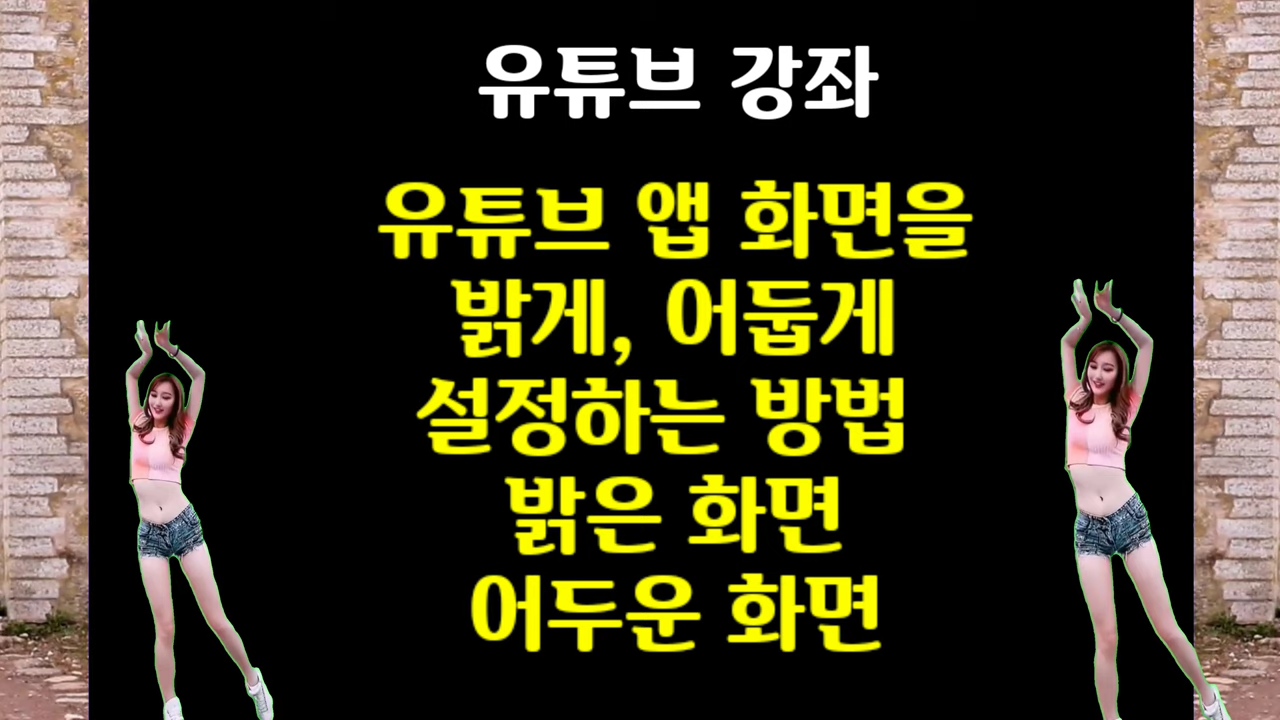 유튜브 강좌
유튜브 앱 화면을
밝게, 어둡게
설정하는 방법
밝은 화면
어두운 화면